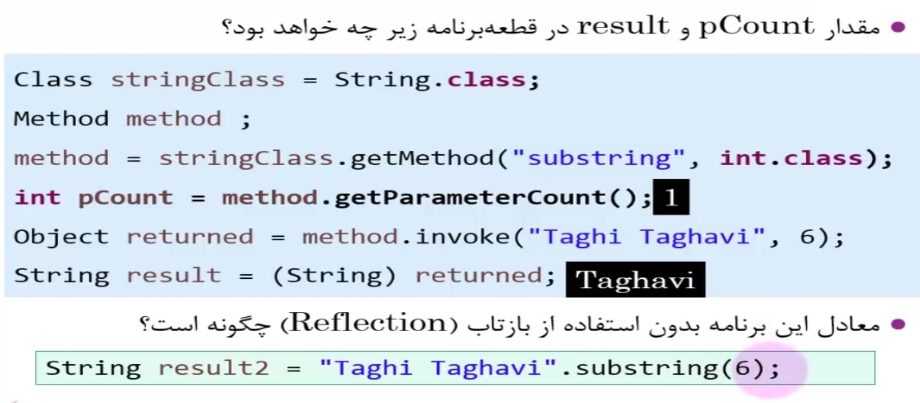 ● مقدار pCount و result در قطعه‌برنامه زیر چه خواهد بود؟
Class stringClass = String.class;
Method method ;
method = stringClass.getMethod("substring", int.class);
int pCount = method.getParameterCount(); 1
Object returned = method.invoke("Taghi Taghavi", 6);
String result = (String) returned; Taghavi
● معادل این برنامه بدون استفاده از بازتاب (Reflection) چگونه است؟
String result2 = "Taghi Taghavi".substring(6);